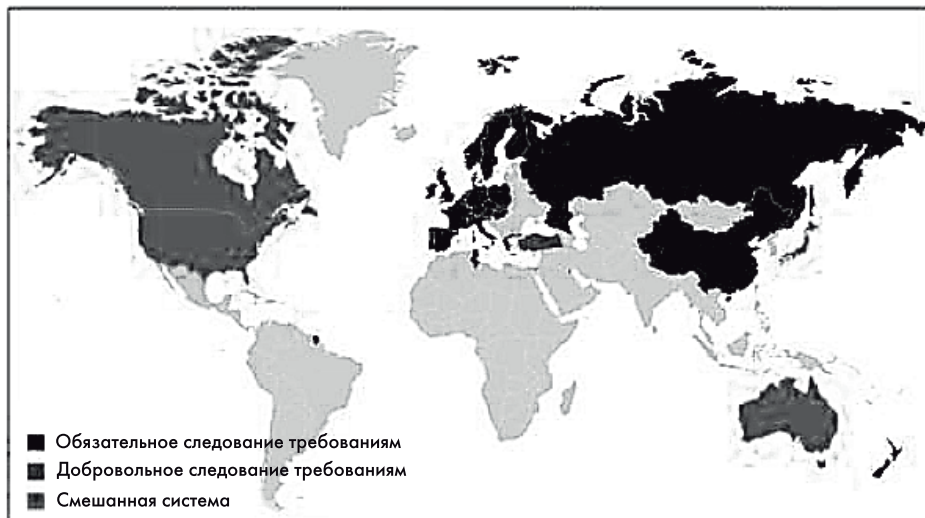 Обязательное следование требованиям
Добровольное следование требованиям
Смешанная система